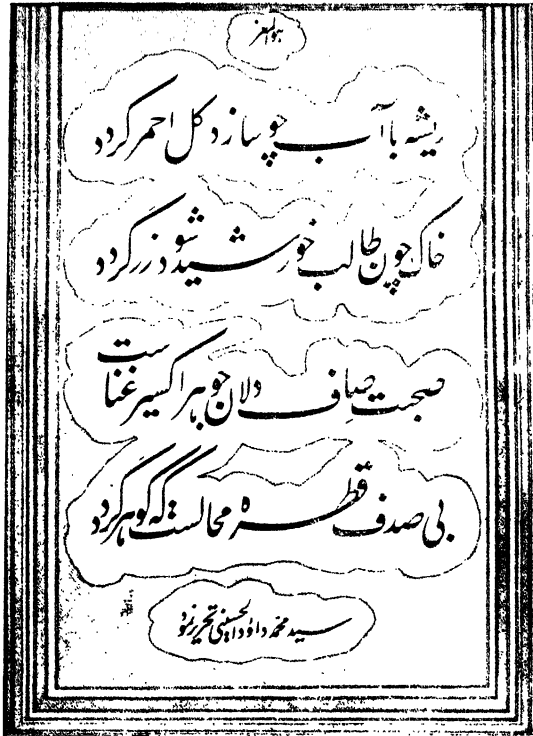 هوالمعز
ریشه با آب چو سازد گل احمر گردد
خاک چون طالب خورشید شود زر گردد
صحبت صاف دلان جوهر اکسیر غناست
بی صدف قطره محالست که گوهر گردد
سید محمد داود الحسینی تحریر نمود